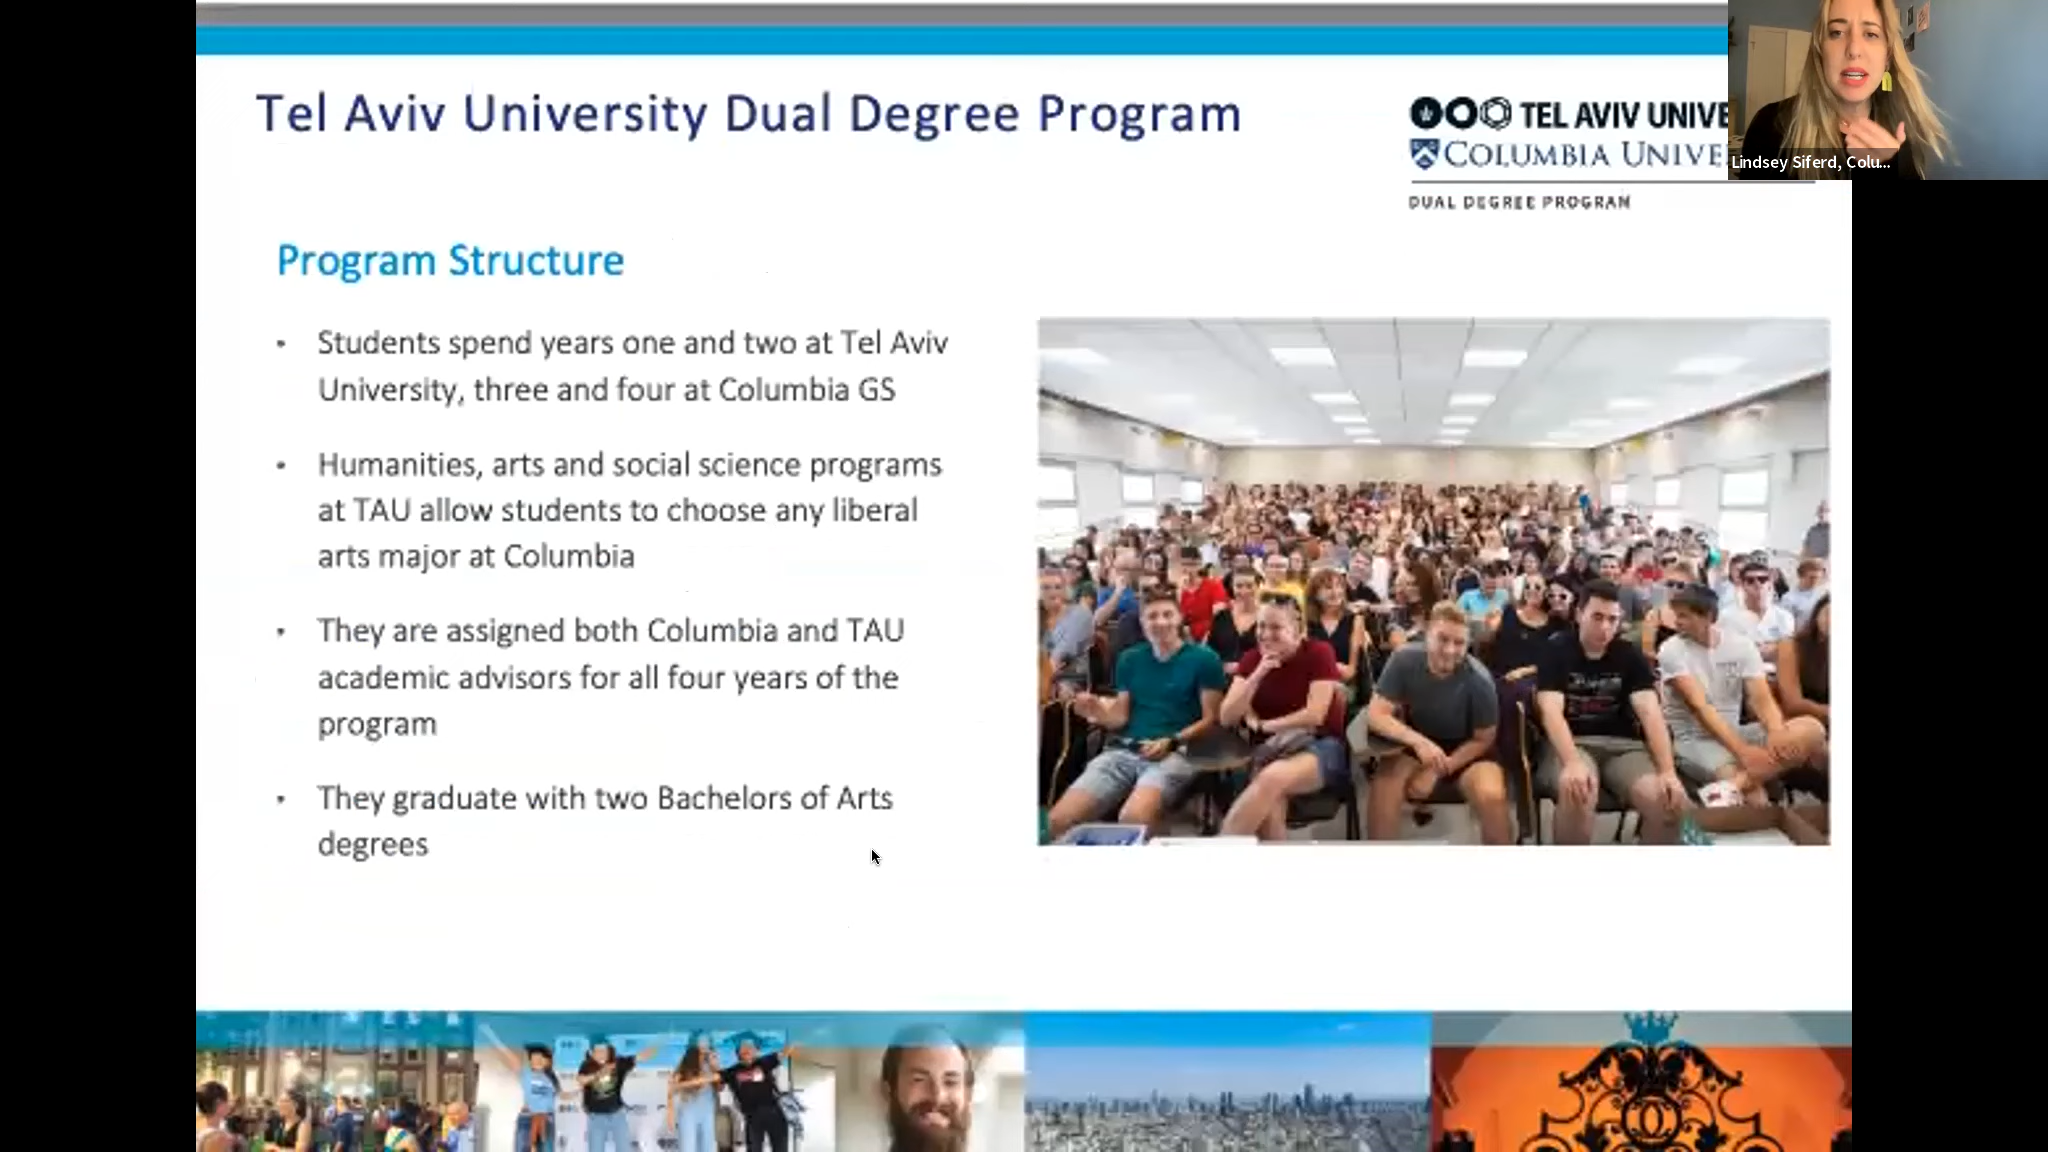 Tel Aviv University Dual Degree Program
TEL AVIV UNIVE
COLUMBIA UNIVE
DUAL DEGREE PROGRAM
Lindsey Siferd, Colu...
Program Structure
• Students spend years one and two at Tel Aviv
University, three and four at Columbia GS
• Humanities, arts and social science programs
at TAU allow students to choose any liberal
arts major at Columbia
• They are assigned both Columbia and TAU
academic advisors for all four years of the
program
• They graduate with two Bachelors of Arts
degrees